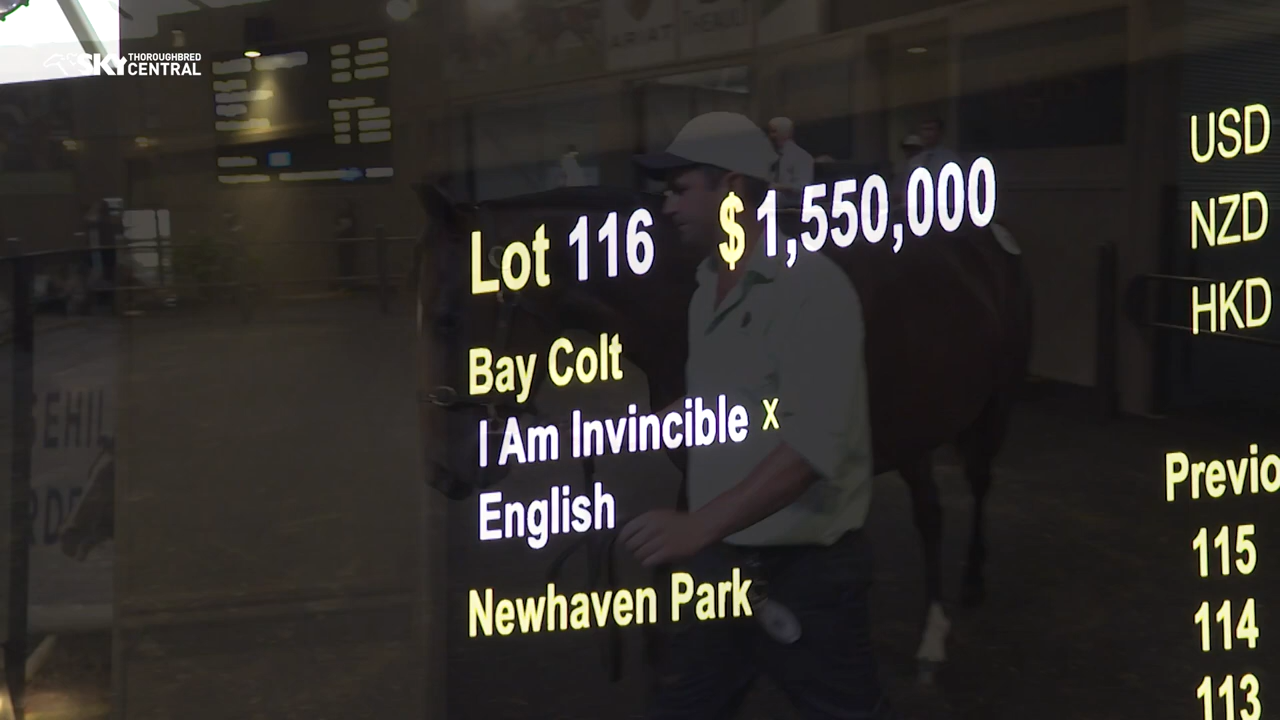 SKY THOROUGHBRED CENTRAL
ARIAT
USD
Lot 116 $ 1,550,000
NZD
HKD
Bay Colt
I Am Invincible x
English
Previo
115
Newhaven Park
114
113